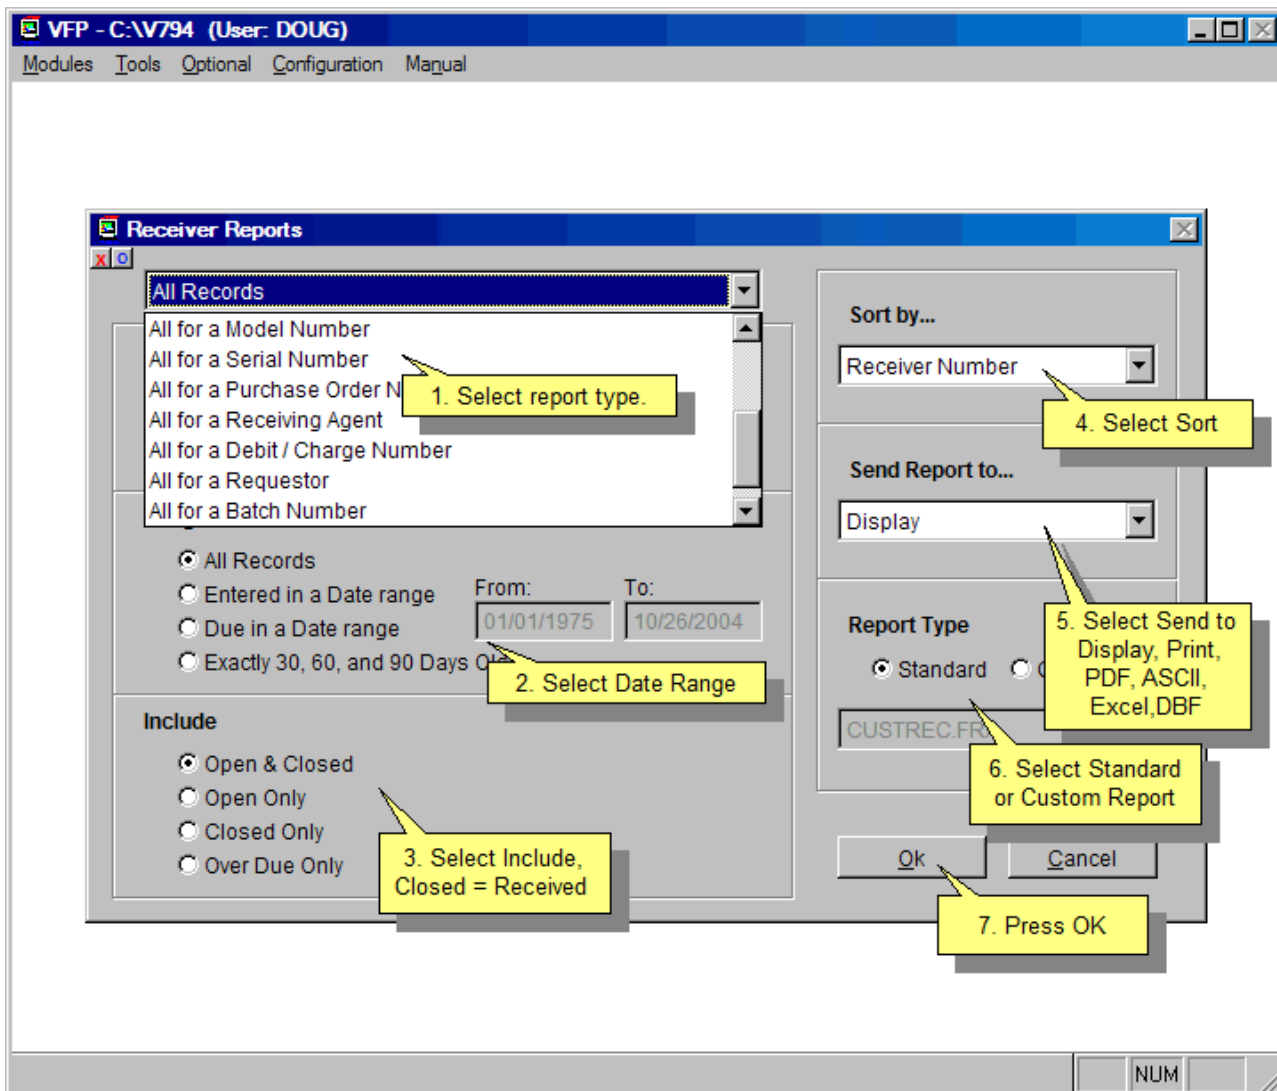 VFP - C:\V794 (User: DOUG)
Modules Tools Optional Configuration Manual
Receiver Reports
X O
All Records
All for a Model Number
All for a Serial Number
All for a Purchase Order N
All for a Receiving Agent
All for a Debit / Charge Number
All for a Requestor
All for a Batch Number
1. Select report type.
All Records
Entered in a Date range
Due in a Date range
Exactly 30, 60, and 90 Days
From: To:
01/01/1975 10/26/2004
2. Select Date Range
Include
Open & Closed
Open Only
Closed Only
Over Due Only
3. Select Include,
Closed = Received
Sort by...
Receiver Number
4. Select Sort
Send Report to...
Display
5. Select Send to
Display, Print,
PDF, ASCII,
Excel,DBF
Report Type
Standard
CUSTREC.FR
6. Select Standard
or Custom Report
Ok Cancel
7. Press OK
NUM